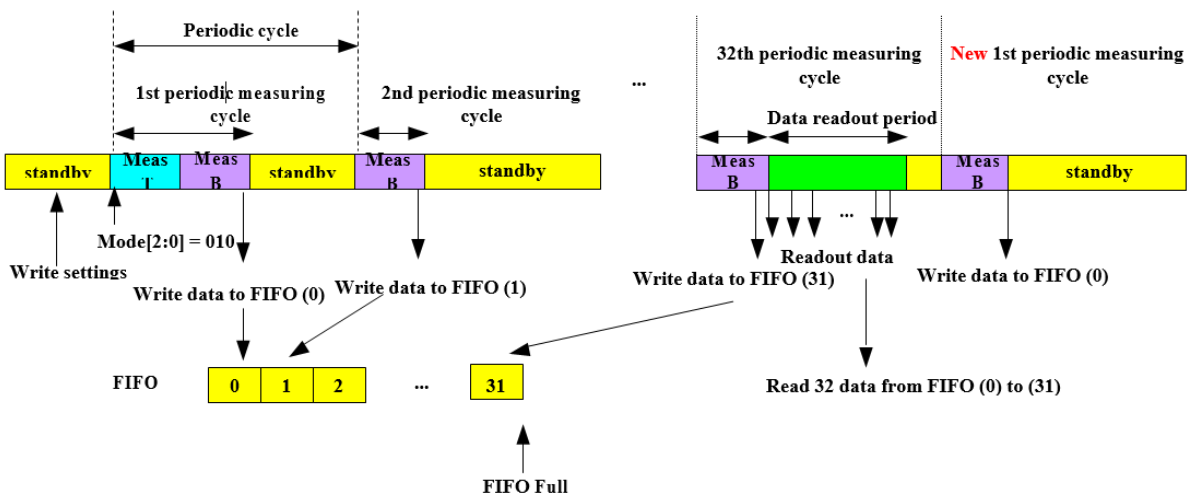 Periodic cycle
32th periodic measuring
cycle
New 1st periodic measuring
cycle
...
1st periodic measuring
cycle
2nd periodic measuring
cycle
Data readout period
standby
Meas
T
Meas
B
standby
Meas
B
standby
Meas
B
Meas
B
standby
Mode[2:0] = 010
...
Write settings
Readout data
Write data to FIFO (0)
Write data to FIFO (1)
Write data to FIFO (31)
Write data to FIFO (0)
FIFO
0
1
2
...
31
Read 32 data from FIFO (0) to (31)
FIFO Full